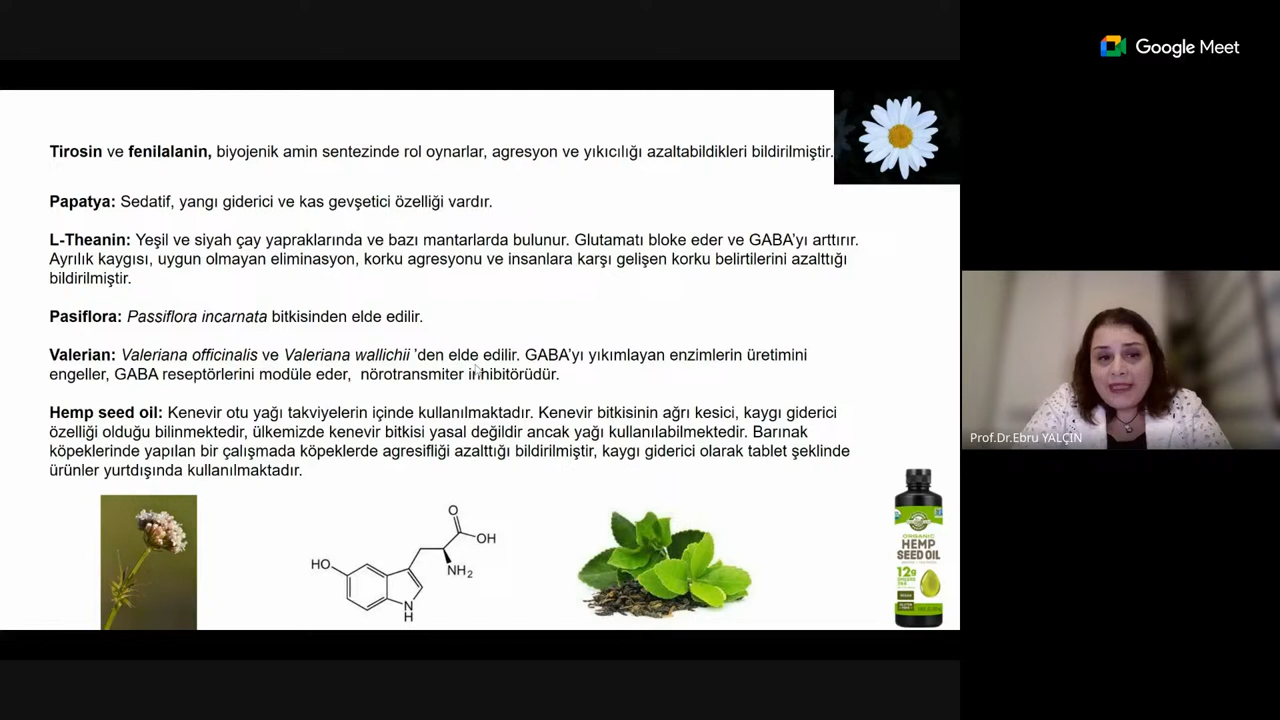 Google Meet
Tirosin ve fenilalanin, biyojenik amin sentezinde rol oynarlar, agresyon ve yıkıcılığı azaltabildikleri bildirilmiştir.
Papatya: Sedatif, yangı giderici ve kas gevşetici özelliği vardır.
L-Theanin: Yeşil ve siyah çay yapraklarında ve bazı mantarlarda bulunur. Glutamatı bloke eder ve GABA’yı arttırır.
Ayrılık kaygısı, uygun olmayan eliminasyon, korku agresyonu ve insanlara karşı gelişen korku belirtilerini azalttığı
bildirilmiştir.
Pasiflora: Passiflora incarnata bitkisinden elde edilir.
Valerian: Valeriana officinalis ve Valeriana wallichii ’den elde edilir. GABA’yı yıkımlayan enzimlerin üretimini
engeller, GABA reseptörlerini modüle eder, nörotransmiter inhibitörüdür.
Hemp seed oil: Kenevir otu yağı takviyelerin içinde kullanılmaktadır. Kenevir bitkisinin ağrı kesici, kaygı giderici
özelliği olduğu bilinmektedir, ülkemizde kenevir bitkisi yasal değildir ancak yağı kullanılabilmektedir. Barınak
köpeklerinde yapılan bir çalışmada köpeklerde agresifliği azalttığı bildirilmiştir, kaygı giderici olarak tablet şeklinde
ürünler yurtdışında kullanılmaktadır.
Prof.Dr.Ebru YALÇIN
O
OH
HO
NH2
N
H
ORGANIC
HEMP
SEED OIL
12g